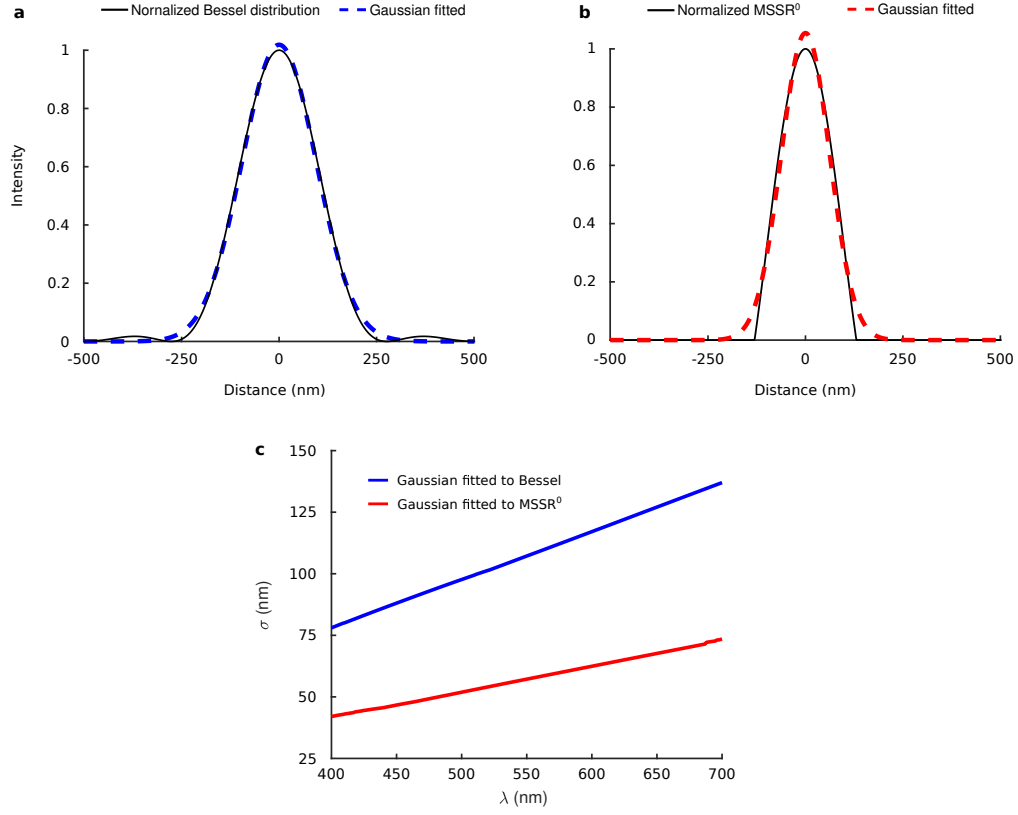 a
Nornalized Bessel distribution
Gaussian fitted
1
0.8
0.6
0.4
0.2
0
Intensity
-500
-250
0
250
500
Distance (nm)
b
Normalized MSSR⁰
Gaussian fitted
1
0.8
0.6
0.4
0.2
0
-500
-250
0
250
500
Distance (nm)
c
150
125
100
75
50
25
σ (nm)
Gaussian fitted to Bessel
Gaussian fitted to MSSR⁰
400
450
500
550
600
650
700
λ (nm)